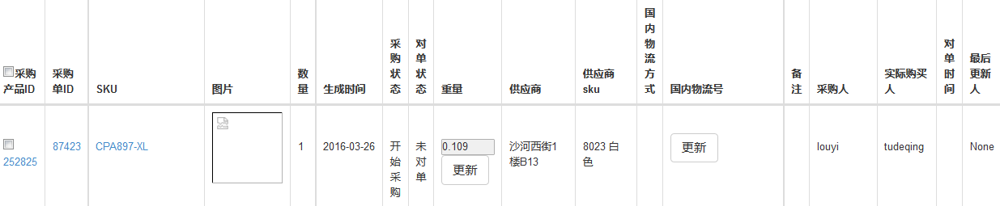 采购
产品ID
采购
单ID
SKU
图片
数
量
生成时间
采
购
状
态
对
单
状
态
重量
供应商
供应商
sku
国
内
物
流
方
式
国内物流号
备
注
采购人
实际购买
人
对
单
时
间
最后
更新
人
252825
87423
CPA897-XL
1
2016-03-26
开
始
采
购
未
对
单
0.109
更新
沙河西街1
楼B13
8023 白
色
更新
louyi
tudeqing
None